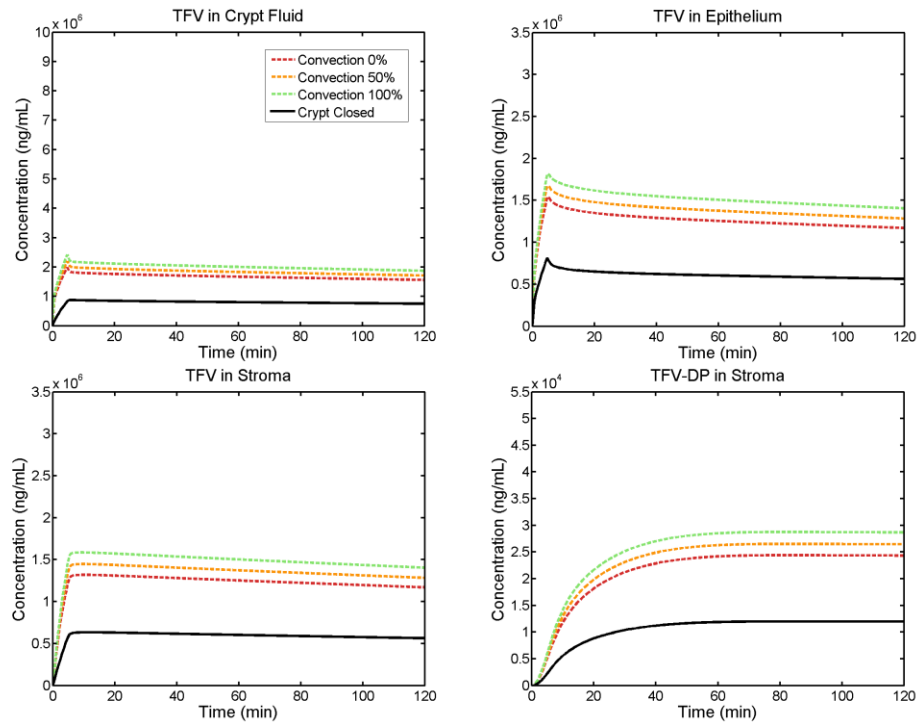 TFV in Crypt Fluid
x 10^6
10
9
8
7
6
5
4
3
2
1
0
Concentration (ng/mL)
Convection 0%
Convection 50%
Convection 100%
Crypt Closed
0 20 40 60 80 100 120
Time (min)
TFV in Epithelium
x 10^6
3.5
3
2.5
2
1.5
1
0.5
0
Concentration (ng/mL)
0 20 40 60 80 100 120
Time (min)
TFV in Stroma
x 10^6
3.5
3
2.5
2
1.5
1
0.5
0
Concentration (ng/mL)
0 20 40 60 80 100 120
Time (min)
TFV-DP in Stroma
x 10^4
5.5
5
4.5
4
3.5
3
2.5
2
1.5
1
0.5
0
Concentration (ng/mL)
0 20 40 60 80 100 120
Time (min)